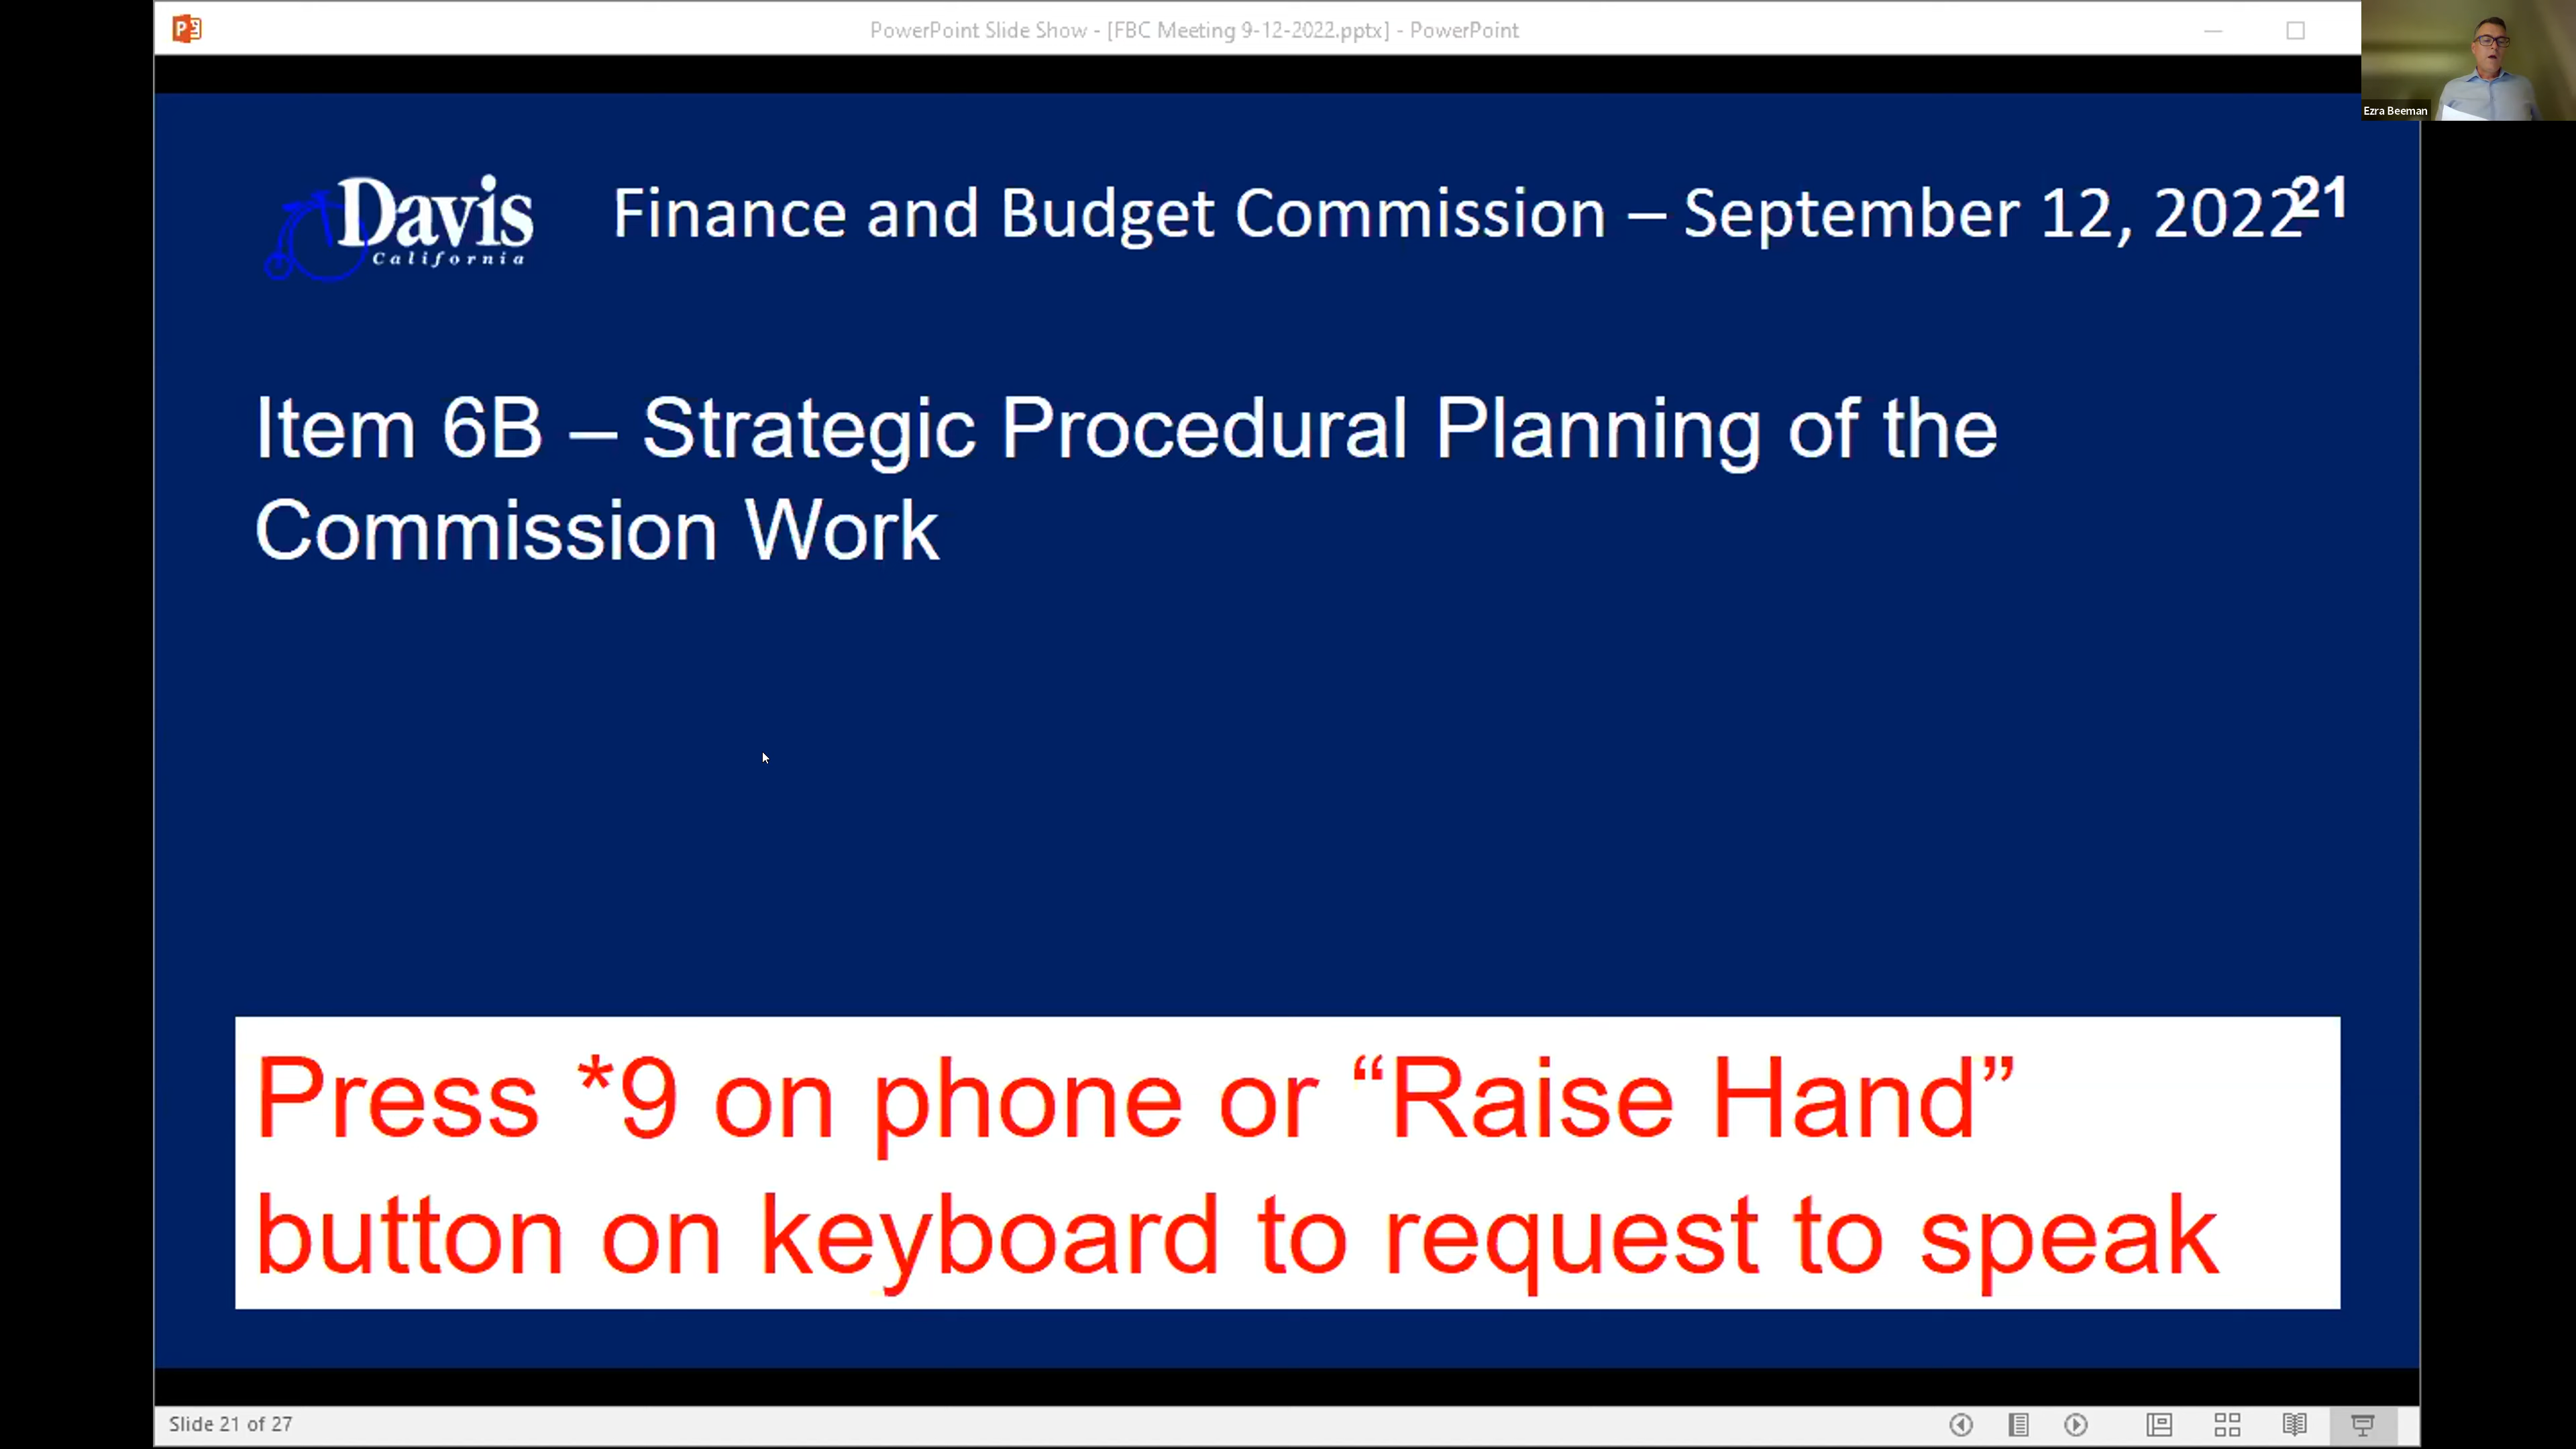 PowerPoint Slide Show - [FBC Meeting 9-12-2022.pptx] - PowerPoint
Ezra Beeman
Davis
California
Finance and Budget Commission – September 12, 2022
21
Item 6B – Strategic Procedural Planning of the
Commission Work
Press *9 on phone or “Raise Hand”
button on keyboard to request to speak
Slide 21 of 27